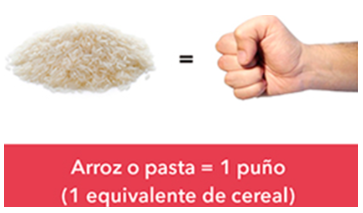 =
Arroz o pasta = 1 puño
(1 equivalente de cereal)